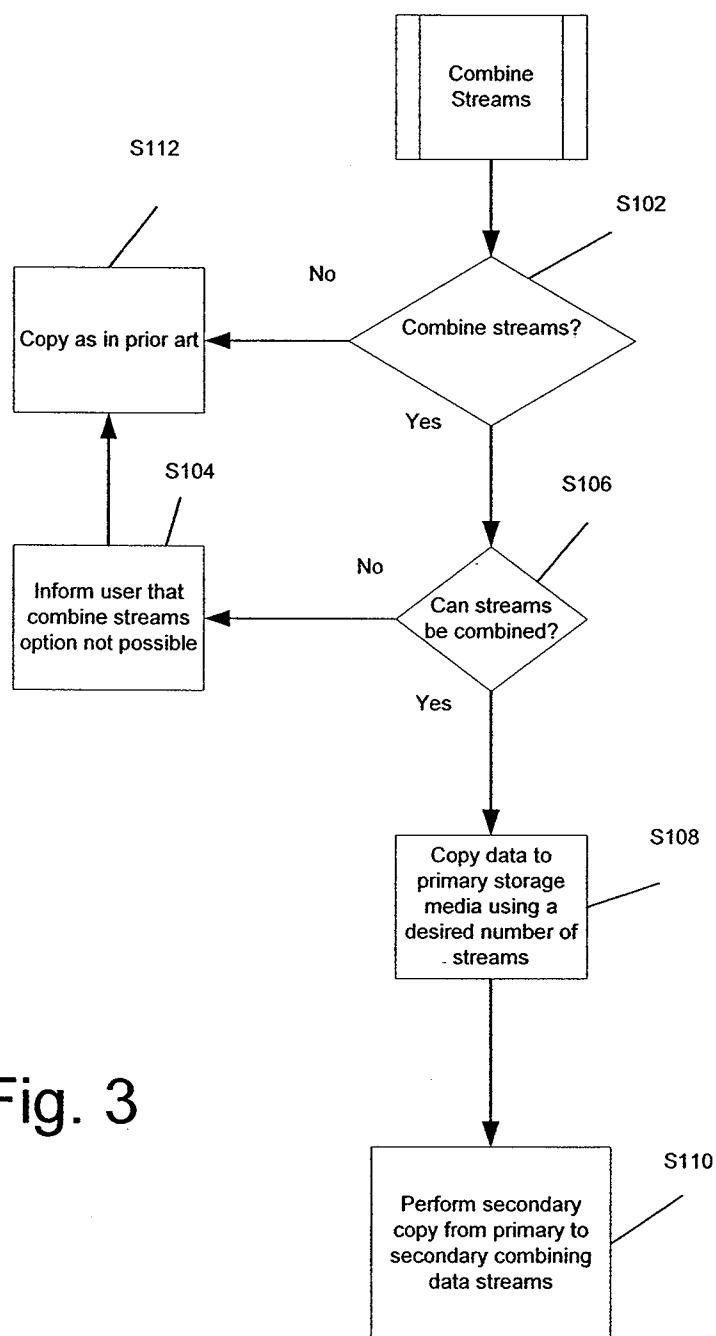 Combine
Streams
S112
S102
No
Copy as in prior art
Combine streams?
Yes
S104
S106
No
Inform user that
combine streams
option not possible
Can streams
be combined?
Yes
S108
Copy data to
primary storage
media using a
desired number of
streams
Fig. 3
S110
Perform secondary
copy from primary to
secondary combining
data streams